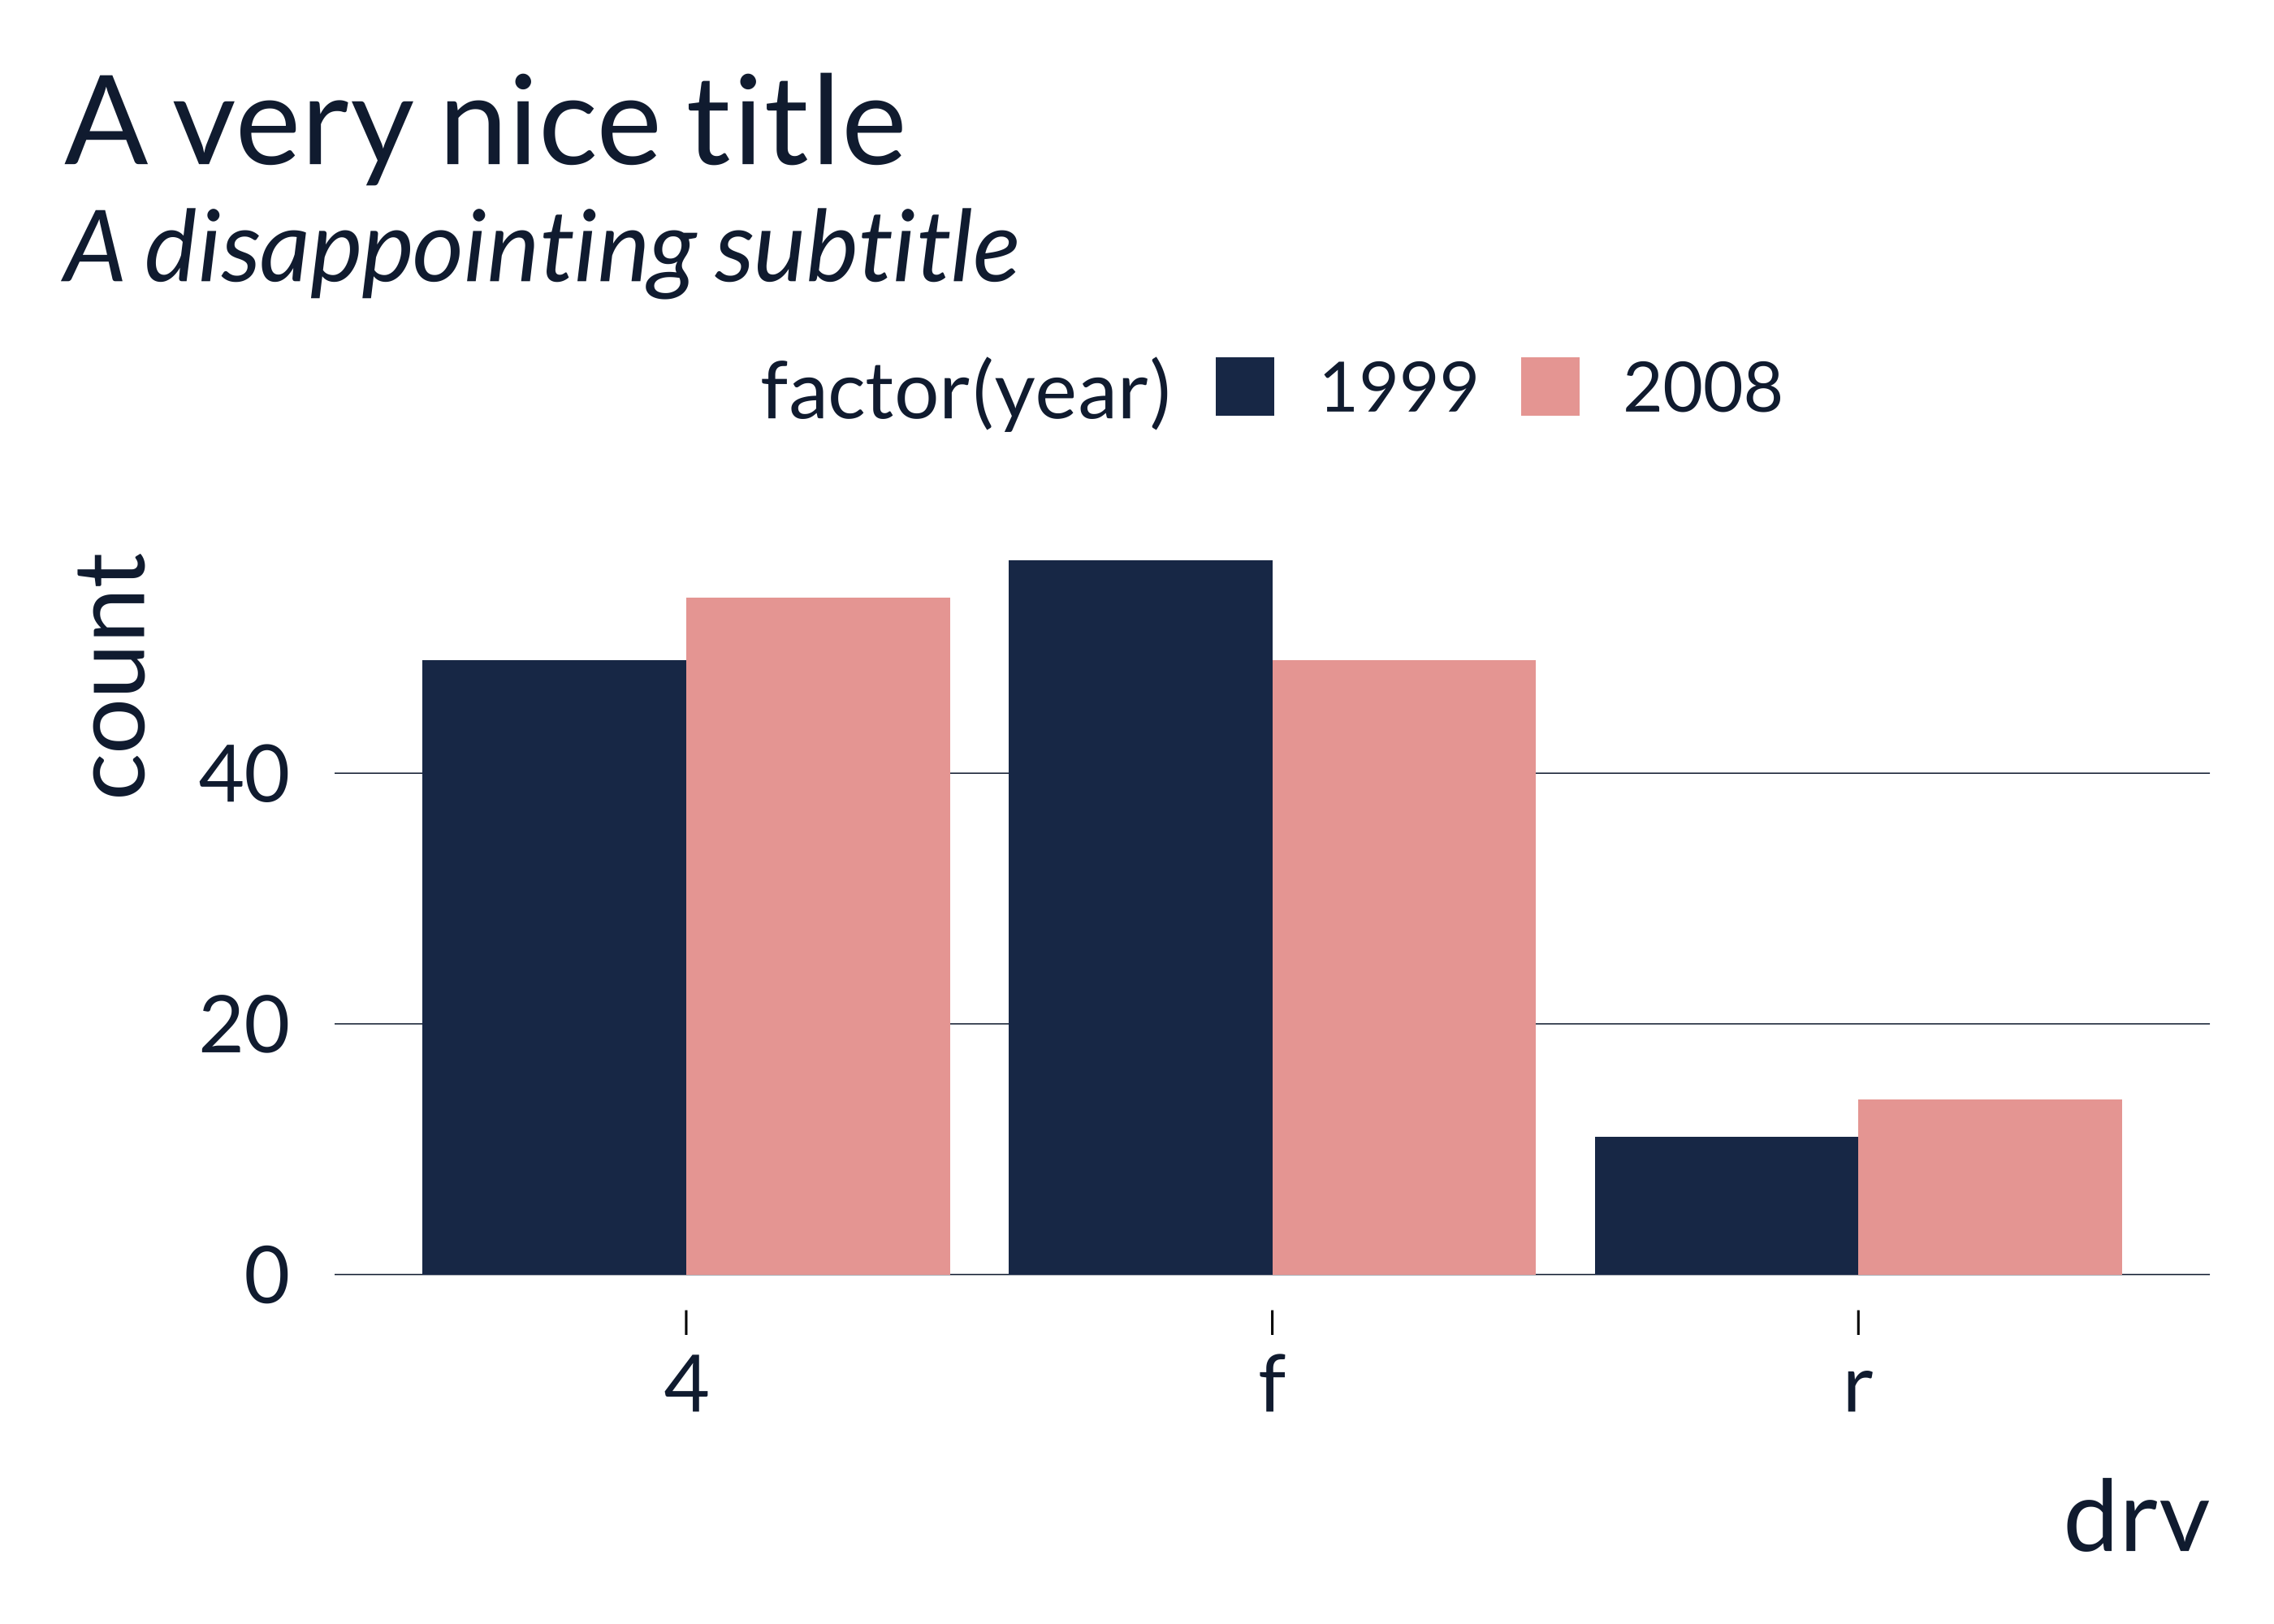 A very nice title
A disappointing subtitle
factor(year) 1999 2008
count
40
20
0
4 f r
drv